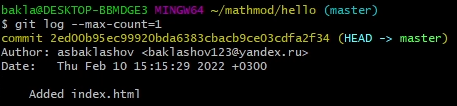 bakla@DESKTOP-BBMDGE3 MINGW64 ~/mathmod/hello (master)
$ git log --max-count=1
commit 2ed00b95ec99920bda6383cbacb9ce03cdfa2f34 (HEAD -> master)
Author: asbaklashov <baklashov123@yandex.ru>
Date:   Thu Feb 10 15:15:29 2022 +0300
    Added index.html